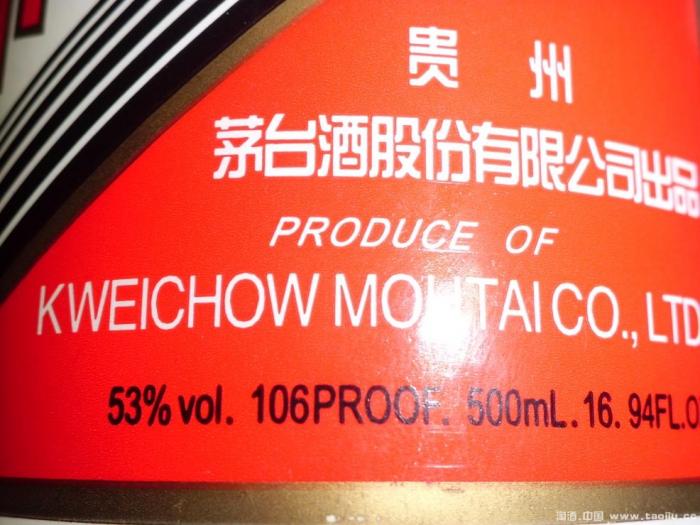 贵 州
茅台酒股份有限公司出品
PRODUCE OF
KWEICHOW MOUTAI CO., LTD
53% vol. 106PROOF. 500mL. 16. 94FL.O
淘酒.中国 www.taojiu.co